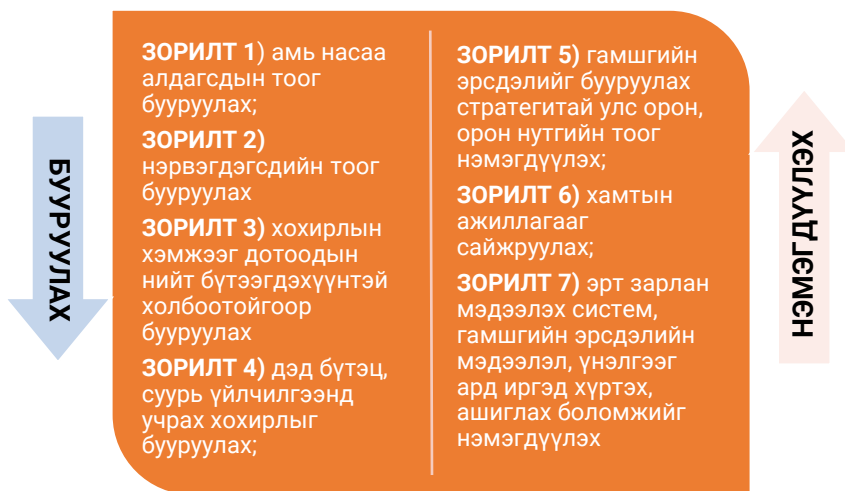 БУУРУУЛАХ
ЗОРИЛТ 1) амь насаа
алдагсдын тоог
бууруулах;
ЗОРИЛТ 2)
нэрвэгдэгсдийн тоог
бууруулах
ЗОРИЛТ 3) хохирлын
хэмжээг дотоодын
нийт бүтээгдэхүүнтэй
холбоотойгоор
бууруулах
ЗОРИЛТ 4) дэд бүтэц,
суурь үйлчилгээнд
учрах хохирлыг
бууруулах;
ЗОРИЛТ 5) гамшгийн
эрсдэлийг бууруулах
стратегитай улс орон,
орон нутгийн тоог
нэмэгдүүлэх;
ЗОРИЛТ 6) хамтын
ажиллагааг
сайжруулах;
ЗОРИЛТ 7) эрт зарлан
мэдээлэх систем,
гамшгийн эрсдэлийн
мэдээлэл, үнэлгээг
ард иргэд хүртэх,
ашиглах боломжийг
нэмэгдүүлэх
НЭМЭГДҮҮЛЭХ